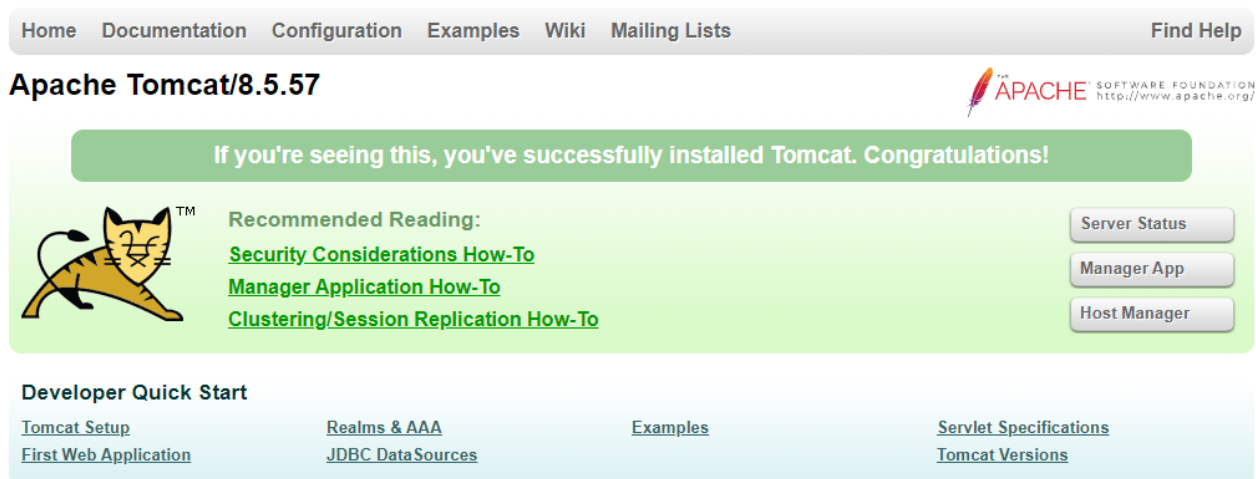 Home Documentation Configuration Examples Wiki Mailing Lists Find Help
Apache Tomcat/8.5.57
THE
APACHE SOFTWARE FOUNDATION
http://www.apache.org/
If you're seeing this, you've successfully installed Tomcat. Congratulations!
TM
Recommended Reading:
Security Considerations How-To
Manager Application How-To
Clustering/Session Replication How-To
Server Status
Manager App
Host Manager
Developer Quick Start
Tomcat Setup Realms & AAA Examples Servlet Specifications
First Web Application JDBC DataSources Tomcat Versions